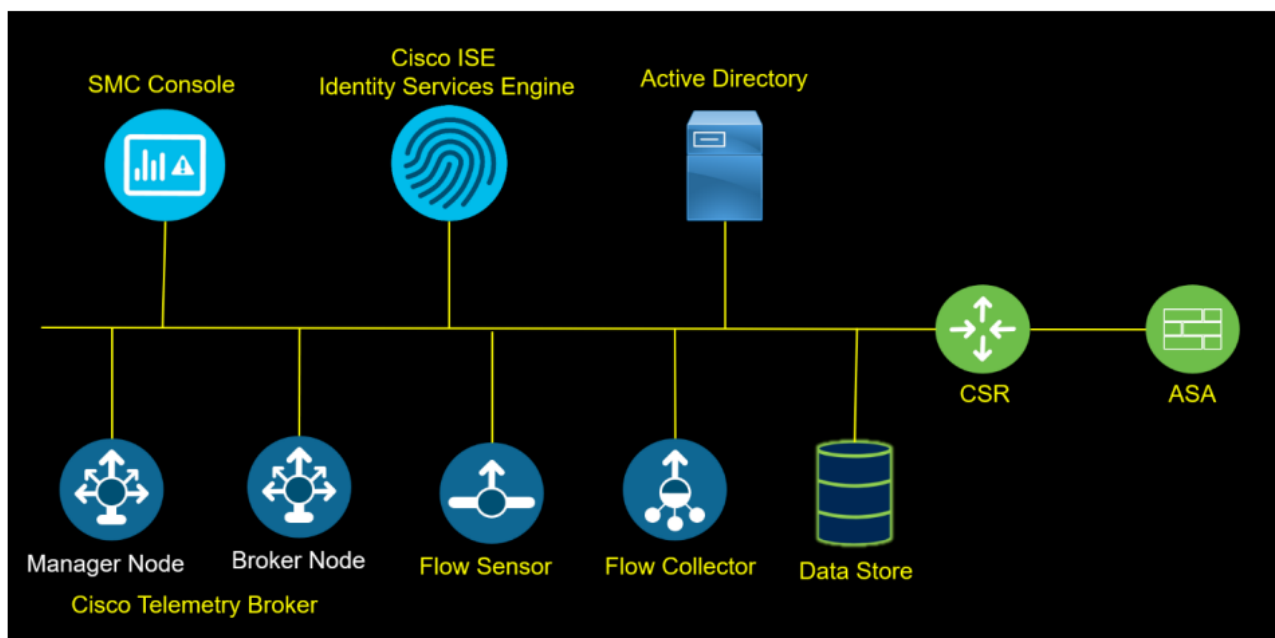 Cisco ISE
SMC Console
Identity Services Engine
Active Directory
CSR
ASA
Manager Node
Broker Node
Flow Sensor
Flow Collector
Data Store
Cisco Telemetry Broker